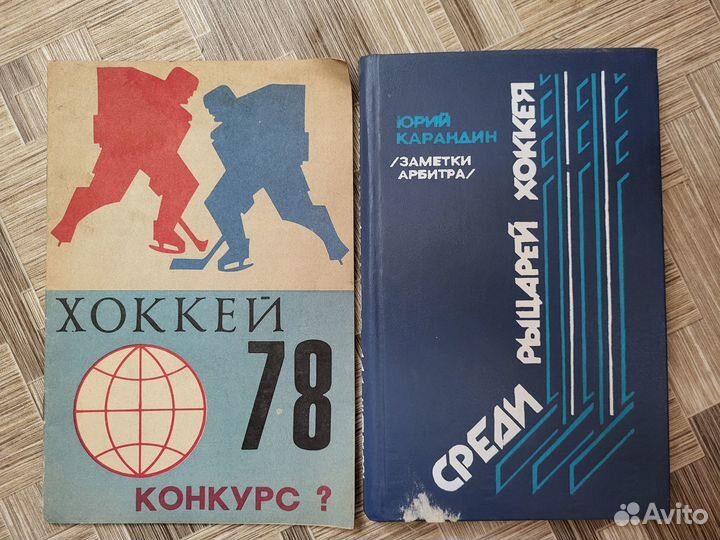 ХОККЕЙ
78
КОНКУРС ?
ЮРИЙ
КАРАНДИН
/ЗАМЕТКИ
АРБИТРА/
СРЕДИ РЫЦАРЕЙ ХОККЕЯ
Avito